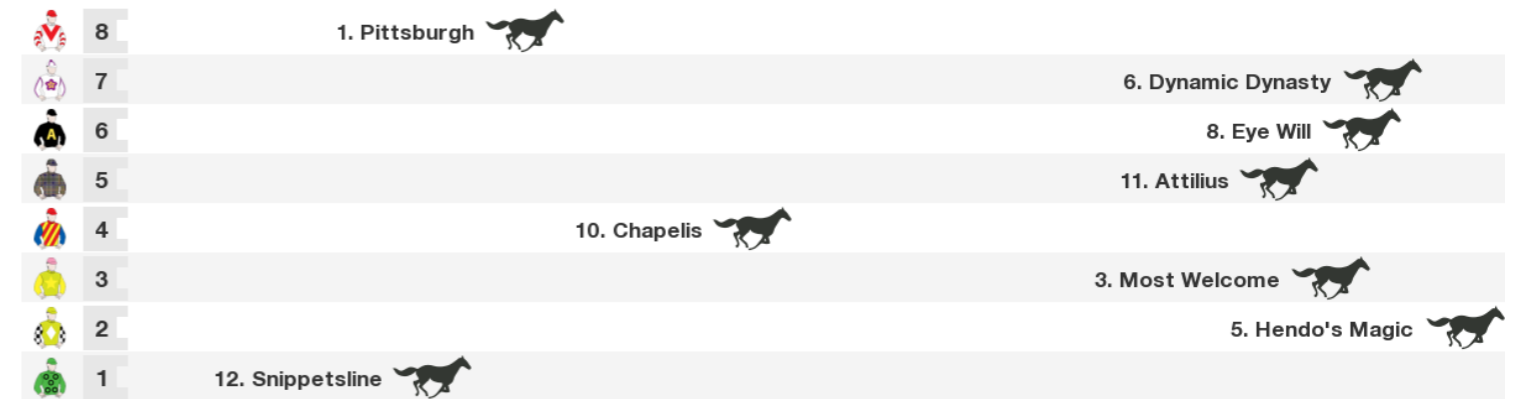 8 1. Pittsburgh
7 6. Dynamic Dynasty
A 6 8. Eye Will
5 11. Attilius
4 10. Chapelis
3 3. Most Welcome
2 5. Hendo's Magic
1 12. Snippetsline